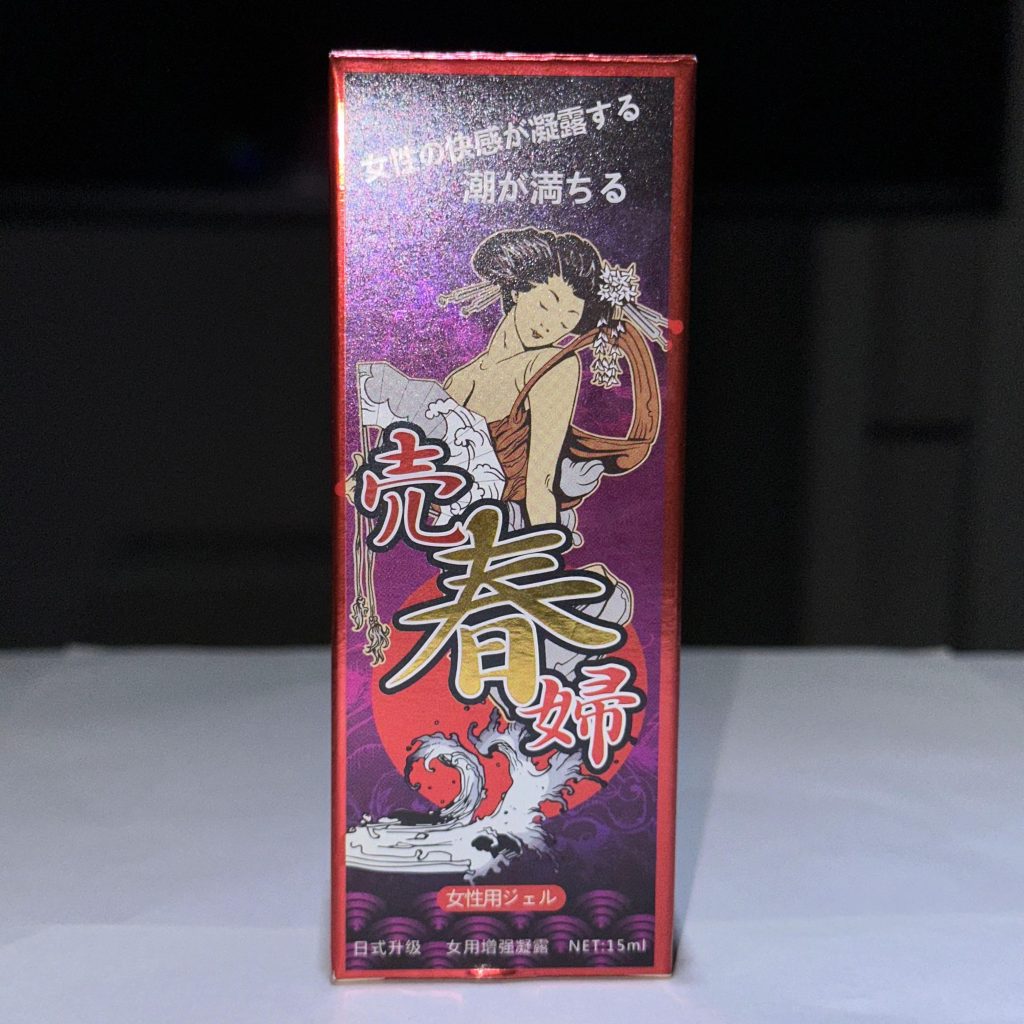 女性の快感が凝露する
潮が満ちる
売春婦
女性用ジェル
日式升级 女用增强凝露 NET:15ml